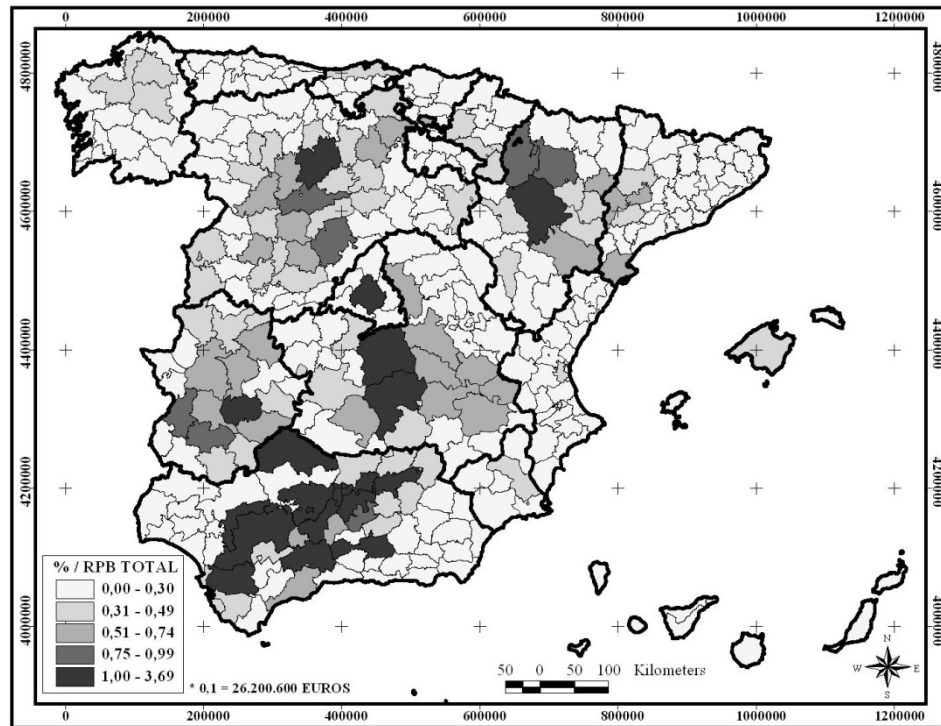 0 200000 400000 600000 800000 1000000 1200000
4800000 4800000
4600000 4600000
4400000 4400000
4200000 4200000
4000000 4000000
% / RPB TOTAL
0,00 - 0,30
0,31 - 0,49
0,51 - 0,74
0,75 - 0,99
1,00 - 3,69
* 0,1 = 26.200.600 EUROS
50 0 50 100 Kilometers
N
W E
S
0 200000 400000 600000 800000 1000000 1200000